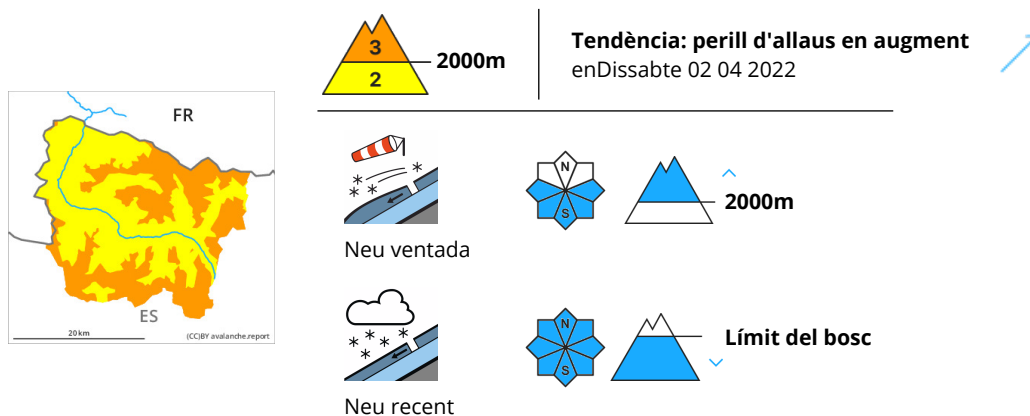 3
2
2000m
Tendència: perill d'allaus en augment
enDissabte 02 04 2022
FR
ES
20 km
(CC)BY avalanche.report
N
S
2000m
Neu ventada
N
S
Límit del bosc
Neu recent